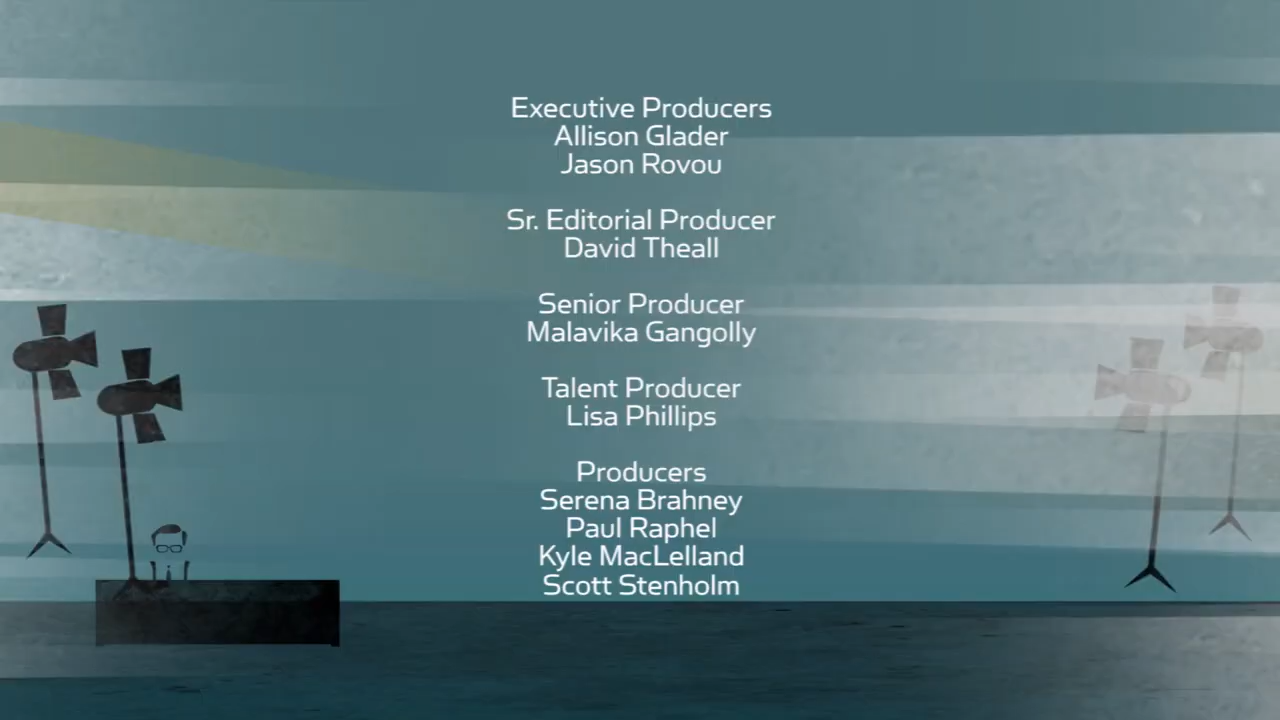 Executive Producers
Allison Glader
Jason Rovou
Sr. Editorial Producer
David Theall
Senior Producer
Malavika Gangolly
Talent Producer
Lisa Phillips
Producers
Serena Brahney
Paul Raphel
Kyle MacLelland
Scott Stenholm